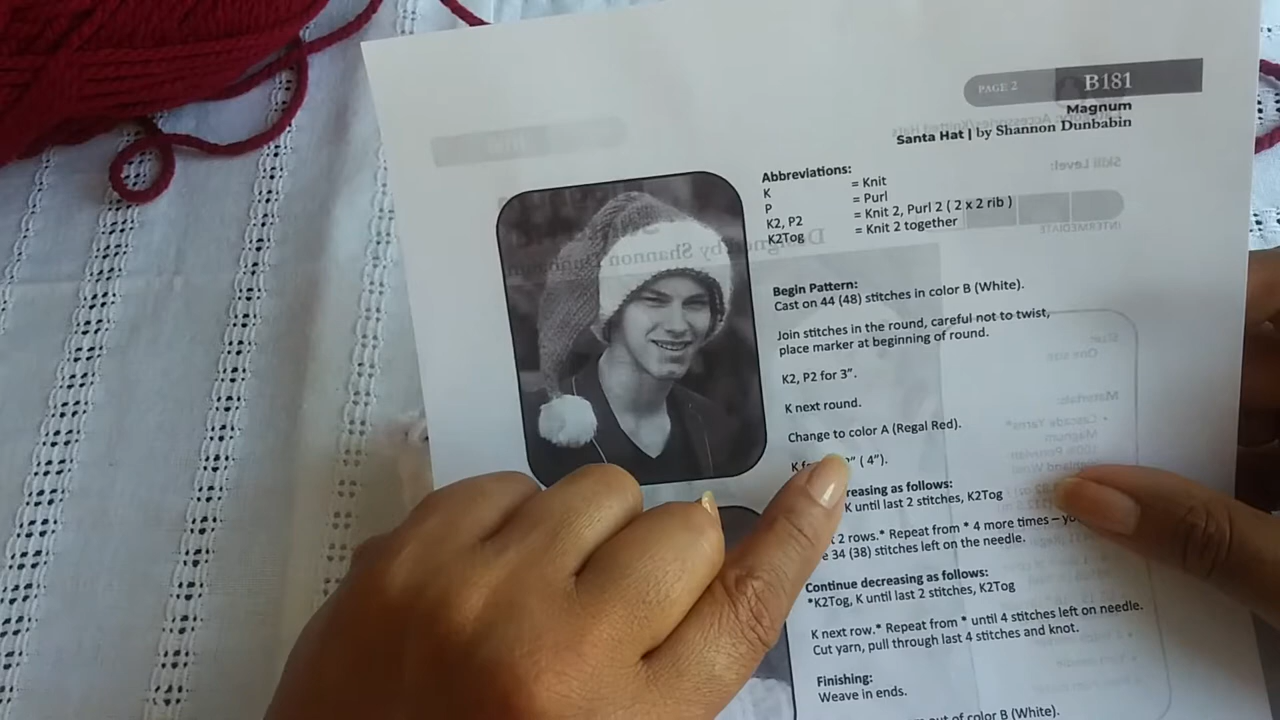 PAGE 2
B181
Magnum
Santa Hat | by Shannon Dunbabin
Abbreviations:
K = Knit
P = Purl
K2, P2 = Knit 2, Purl 2 ( 2 x 2 rib )
K2Tog = Knit 2 together
Begin Pattern:
Cast on 44 (48) stitches in color B (White).
Join stitches in the round, careful not to twist,
place marker at beginning of round.
K2, P2 for 3".
K next round.
Change to color A (Regal Red).
K ( 4").
as follows:
K until last 2 stitches, K2Tog
2 rows.* Repeat from * 4 more times –
34 (38) stitches left on the needle.
Continue decreasing as follows:
*K2Tog, K until last 2 stitches, K2Tog
K next row.* Repeat from * until 4 stitches left on needle.
Cut yarn, pull through last 4 stitches and knot.
Finishing:
Weave in ends.
out of color B (White).